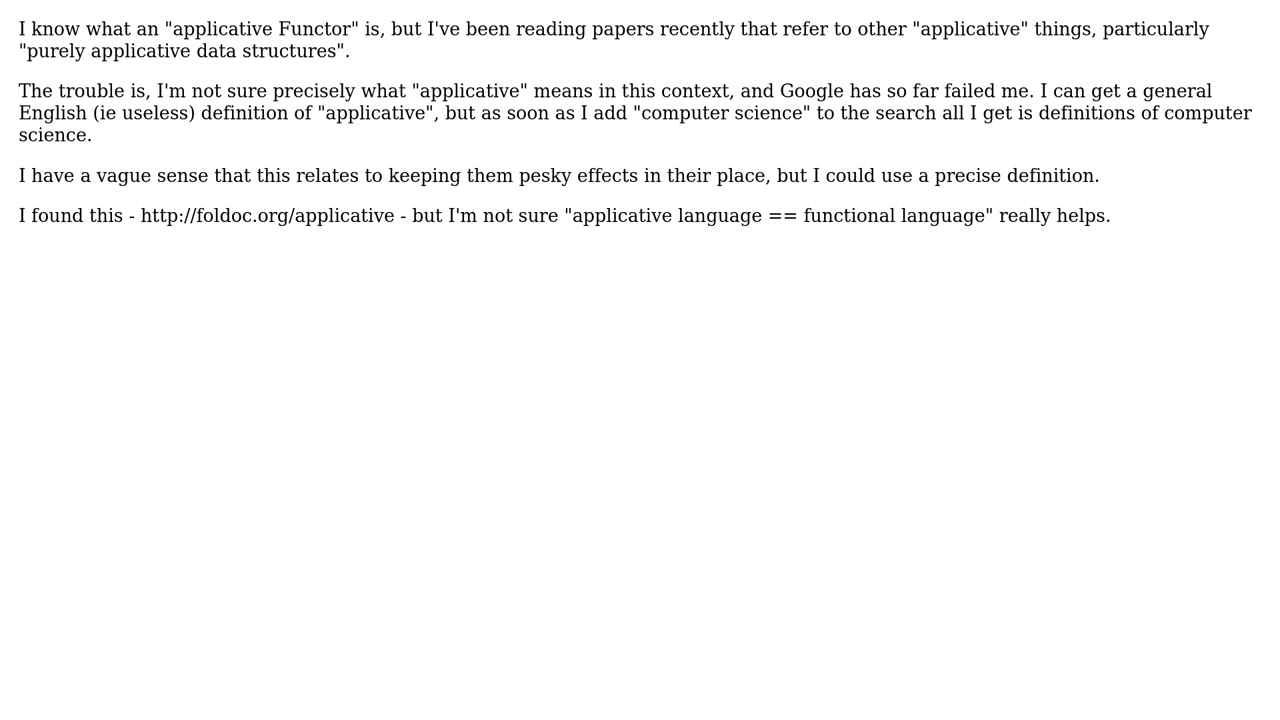 I know what an "applicative Functor" is, but I've been reading papers recently that refer to other "applicative" things, particularly
"purely applicative data structures".
The trouble is, I'm not sure precisely what "applicative" means in this context, and Google has so far failed me. I can get a general
English (ie useless) definition of "applicative", but as soon as I add "computer science" to the search all I get is definitions of computer
science.
I have a vague sense that this relates to keeping them pesky effects in their place, but I could use a precise definition.
I found this - http://foldoc.org/applicative - but I'm not sure "applicative language == functional language" really helps.